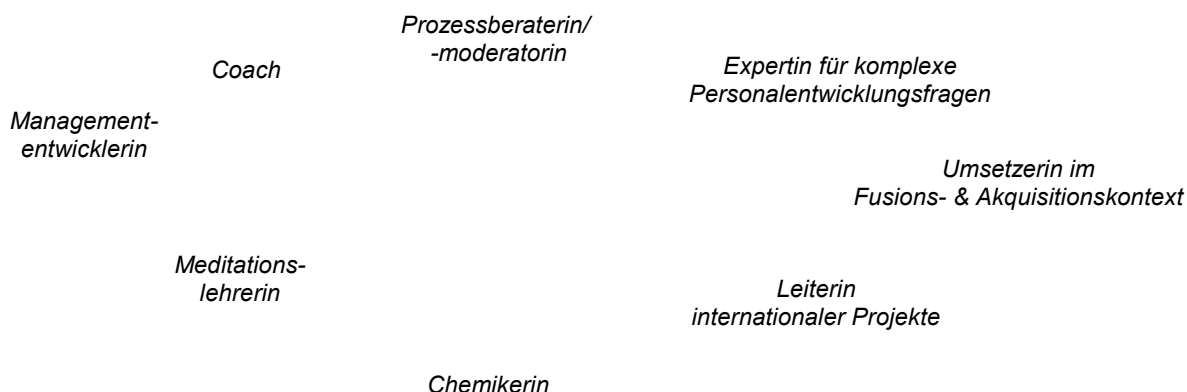 Prozessberaterin/
-moderatorin
Coach
Expertin für komplexe
Personalentwicklungsfragen
Management-
entwicklerin
Umsetzerin im
Fusions- & Akquisitionskontext
Meditations-
lehrerin
Leiterin
internationaler Projekte
Chemikerin